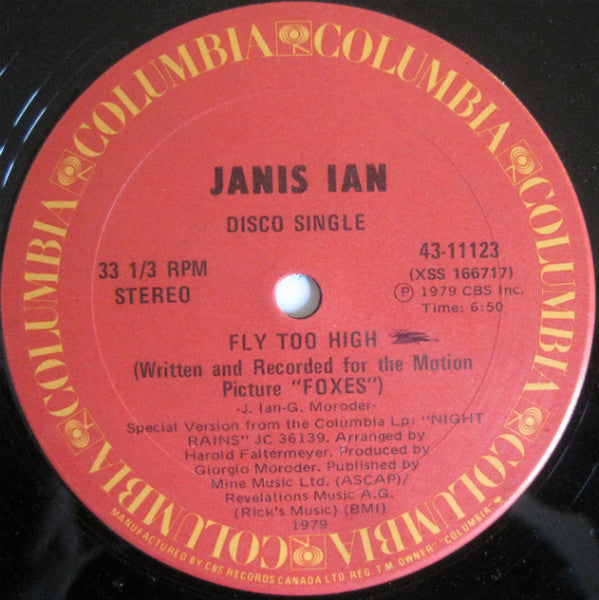 COLUMBIA COLUMBIA COLUMBIA COLUMBIA COLUMBIA COLUMBIA
JANIS IAN
DISCO SINGLE
33 1/3 RPM
STEREO
43-11123
(XSS 166717)
Ⓟ 1979 CBS Inc.
Time: 6:50
FLY TOO HIGH
(Written and Recorded for the Motion
Picture "FOXES")
-J. Ian-G. Moroder-
Special Version from the Columbia Lp: "NIGHT
RAINS" JC 36139. Arranged by
Harold Faltermeyer. Produced by
Giorgio Moroder. Published by
Mine Music Ltd. (ASCAP)/
Revelations Music A.G.
(Rick's Music) (BMI)
1979
MANUFACTURED BY CBS RECORDS CANADA LTD REG. T.M. OWNER "COLUMBIA"